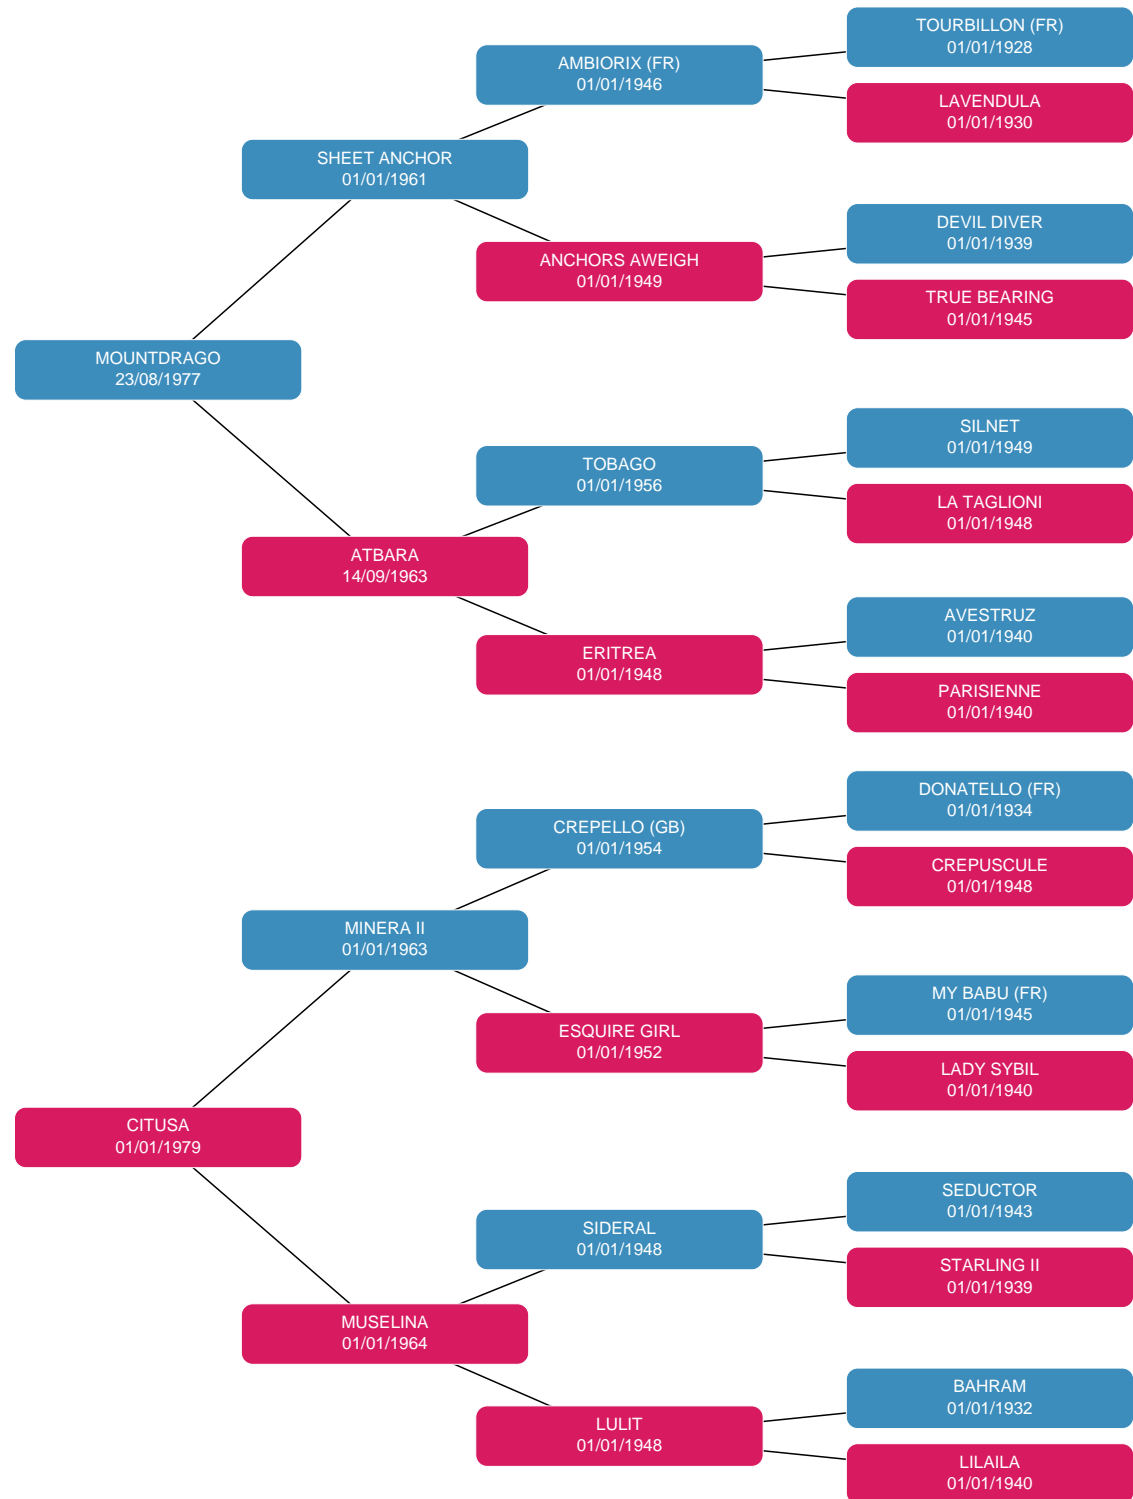 TOURBILLON (FR)
01/01/1928
AMBIORIX (FR)
01/01/1946
LAVENDULA
01/01/1930
SHEET ANCHOR
01/01/1961
DEVIL DIVER
01/01/1939
ANCHORS AWEIGH
01/01/1949
TRUE BEARING
01/01/1945
MOUNTDRAGO
23/08/1977
SILNET
01/01/1949
TOBAGO
01/01/1956
LA TAGLIONI
01/01/1948
ATBARA
14/09/1963
AVESTRUZ
01/01/1940
ERITREA
01/01/1948
PARISIENNE
01/01/1940
DONATELLO (FR)
01/01/1934
CREPELLO (GB)
01/01/1954
CREPUSCULE
01/01/1948
MINERA II
01/01/1963
MY BABU (FR)
01/01/1945
ESQUIRE GIRL
01/01/1952
LADY SYBIL
01/01/1940
CITUSA
01/01/1979
SEDUCTOR
01/01/1943
SIDERAL
01/01/1948
STARLING II
01/01/1939
MUSELINA
01/01/1964
BAHRAM
01/01/1932
LULIT
01/01/1948
LILAILA
01/01/1940